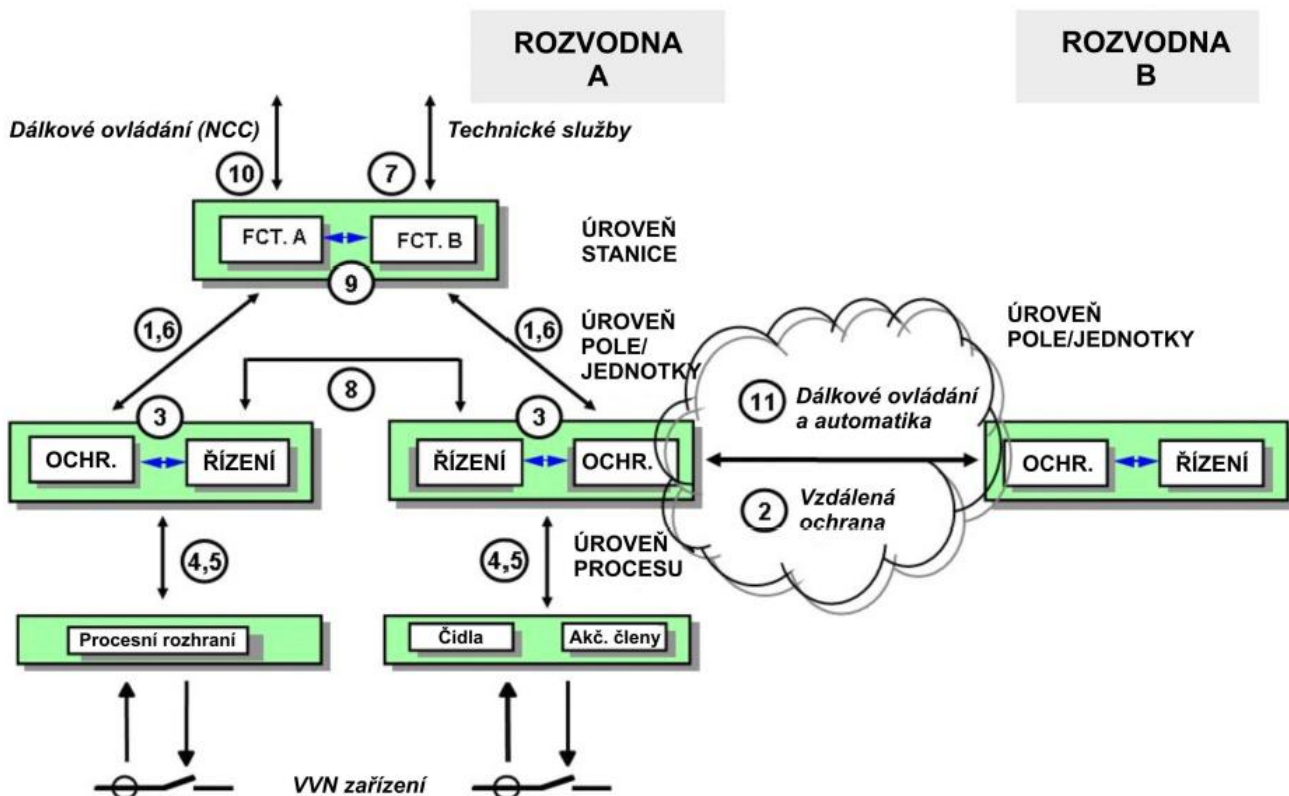 ROZVODNA
A
ROZVODNA
B
Dálkové ovládání (NCC)
Technické služby
10
7
FCT. A
FCT. B
ÚROVEŇ
STANICE
9
1,6
1,6
ÚROVEŇ
POLE/
JEDNOTKY
ÚROVEŇ
POLE/JEDNOTKY
8
3
3
11
Dálkové ovládání
a automatika
OCHR.
ŘÍZENÍ
ŘÍZENÍ
OCHR.
OCHR.
ŘÍZENÍ
2
Vzdálená
ochrana
4,5
4,5
ÚROVEŇ
PROCESU
Procesní rozhraní
Čidla
Akč. členy
VVN zařízení